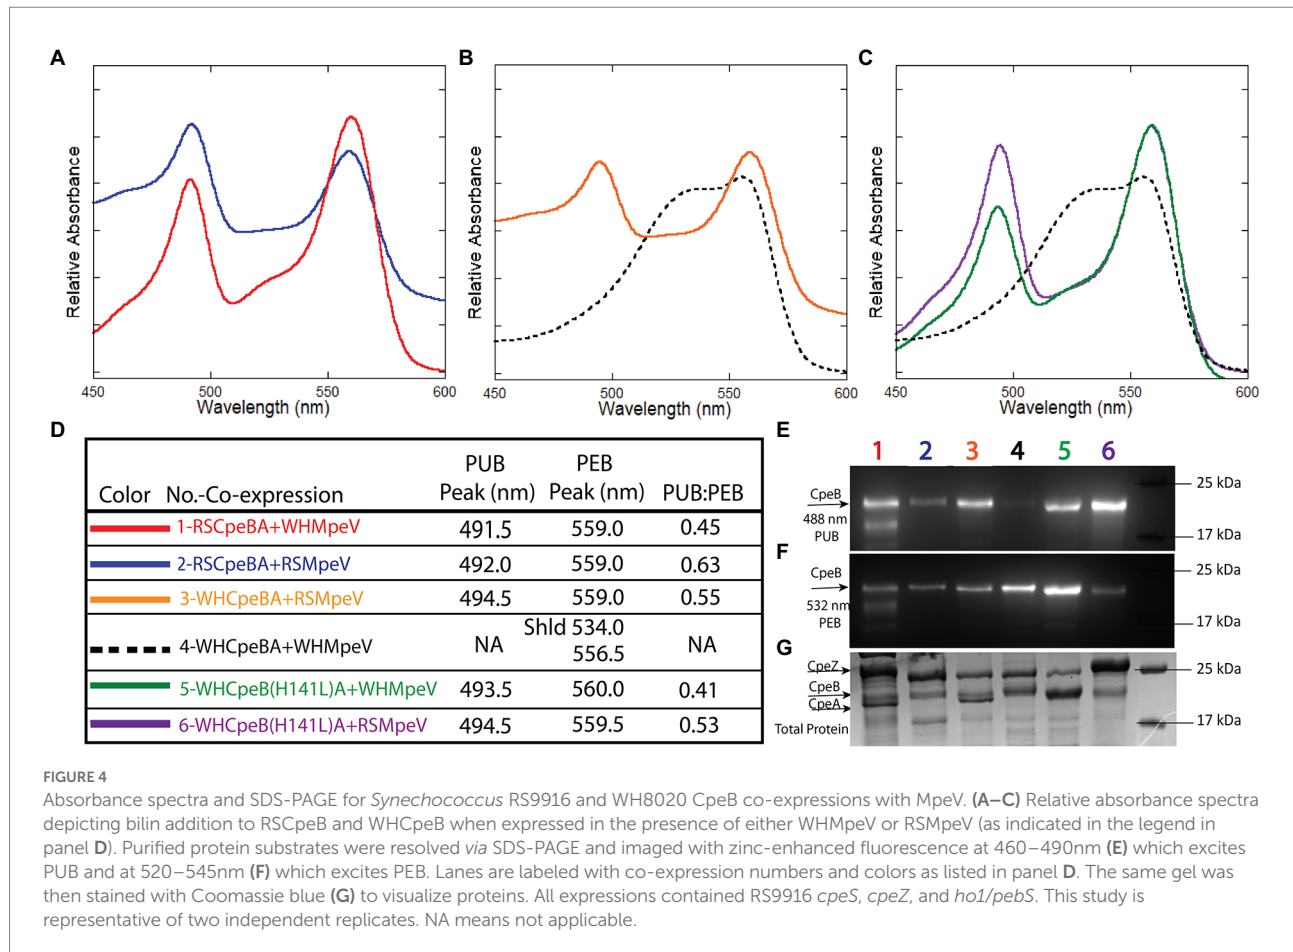 A
B
C
Relative Absorbance
Relative Absorbance
Relative Absorbance
450 500 550 600
450 500 550 600
450 500 550 600
Wavelength (nm)
Wavelength (nm)
Wavelength (nm)
D
PUB PEB
Color No.-Co-expression Peak (nm) Peak (nm) PUB:PEB
1-RSCpeBA+WHMpeV 491.5 559.0 0.45
2-RSCpeBA+RSMpeV 492.0 559.0 0.63
3-WHCpeBA+RSMpeV 494.5 559.0 0.55
Shld 534.0
4-WHCpeBA+WHMpeV NA 556.5 NA
5-WHCpeB(H141L)A+WHMpeV 493.5 560.0 0.41
6-WHCpeB(H141L)A+RSMpeV 494.5 559.5 0.53
E
1 2 3 4 5 6
CpeB
488 nm
PUB
25 kDa
17 kDa
F
CpeB
532 nm
PEB
25 kDa
17 kDa
G
CpeZ
CpeB
CpeA
Total Protein
25 kDa
17 kDa
FIGURE 4
Absorbance spectra and SDS-PAGE for Synechococcus RS9916 and WH8020 CpeB co-expressions with MpeV. (A–C) Relative absorbance spectra
depicting bilin addition to RSCpeB and WHCpeB when expressed in the presence of either WHMpeV or RSMpeV (as indicated in the legend in
panel D). Purified protein substrates were resolved via SDS-PAGE and imaged with zinc-enhanced fluorescence at 460–490nm (E) which excites
PUB and at 520–545nm (F) which excites PEB. Lanes are labeled with co-expression numbers and colors as listed in panel D. The same gel was
then stained with Coomassie blue (G) to visualize proteins. All expressions contained RS9916 cpeS, cpeZ, and ho1/pebS. This study is
representative of two independent replicates. NA means not applicable.